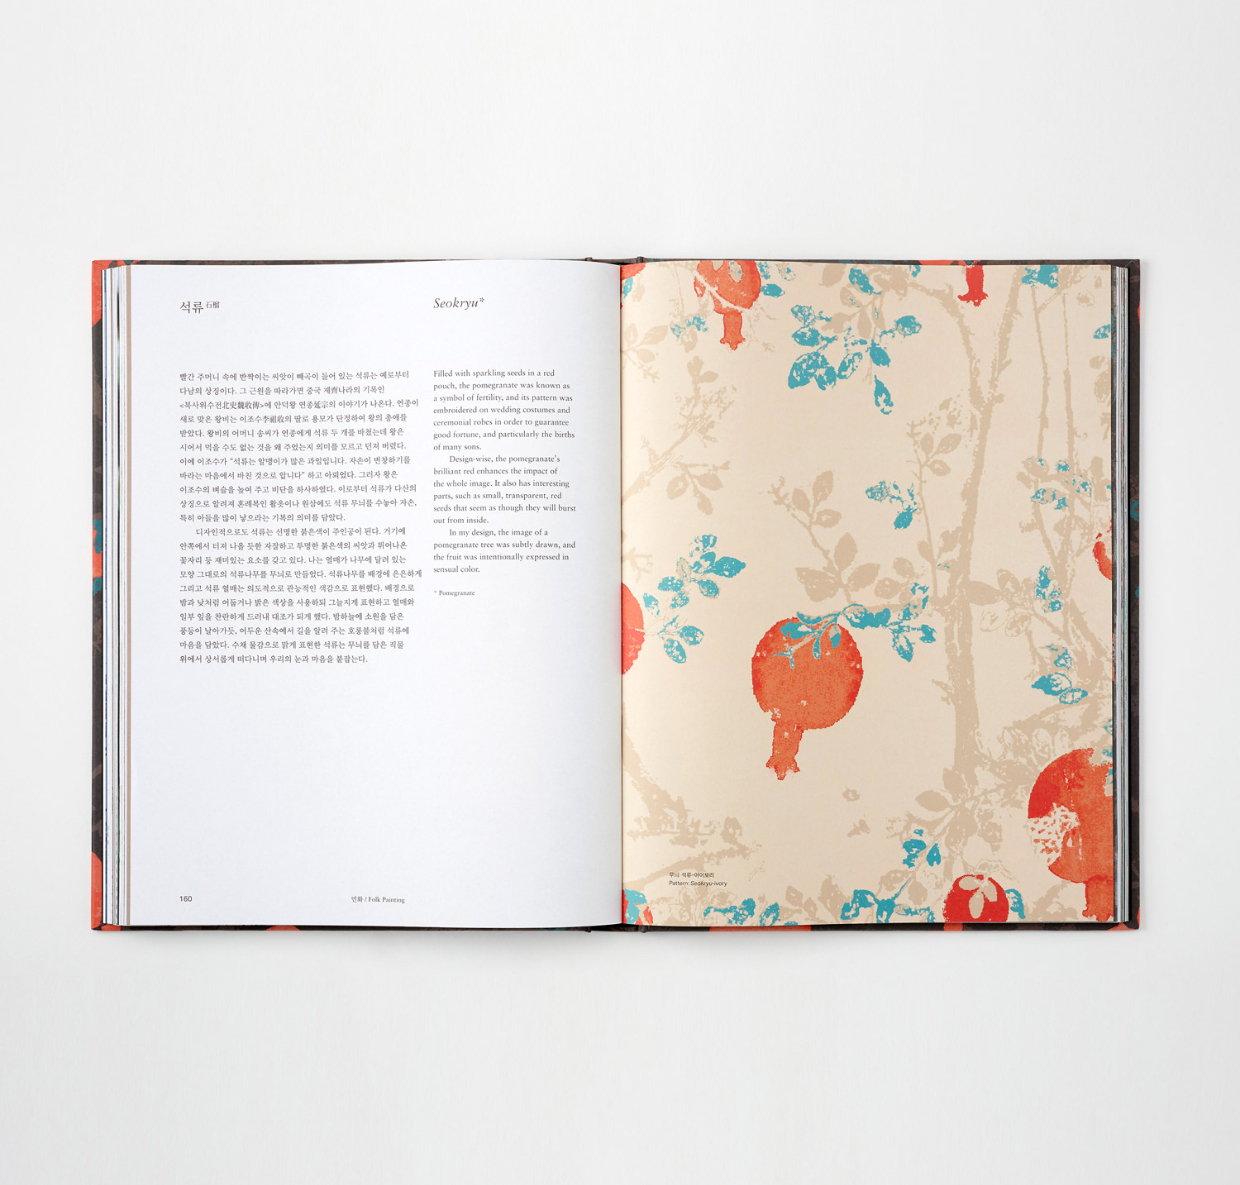 석류 石榴
빨간 주머니 속에 반짝이는 씨앗이 빼곡이 들어 있는 석류는 예로부터
다남의 상징이다. 그 근원을 따라가면 중국 제齊나라의 기록인
<북사위수전北史魏收傳>에 안덕왕 연종延宗의 이야기가 나온다. 연종이
새로 맞은 왕비는 이조수李祖收의 딸로 용모가 단정하여 왕의 총애를
받았다. 왕비의 어머니 송씨가 연종에게 석류 두 개를 바쳤는데 왕은
시어서 먹을 수도 없는 것을 왜 주었는지 의미를 모르고 던져 버렸다.
이에 이조수가 "석류는 알맹이가 많은 과일입니다. 자손이 번창하기를
바라는 마음에서 바친 것으로 압니다" 하고 아뢰었다. 그러자 왕은
이조수의 벼슬을 높여 주고 비단을 하사하였다. 이로부터 석류가 다산의
상징으로 알려져 혼례복인 활옷이나 원삼에도 석류 무늬를 수놓아 자손,
특히 아들을 많이 낳으라는 기복의 의미를 담았다.
디자인적으로도 석류는 선명한 붉은색이 주인공이 된다. 거기에
안쪽에서 터져 나올 듯한 자잘하고 투명한 붉은색의 씨앗과 튀어나온
꽃자리 등 재미있는 요소를 갖고 있다. 나는 열매가 나무에 달려 있는
모양 그대로의 석류나무를 무늬로 만들었다. 석류나무를 배경에 은은하게
그리고 석류 열매는 의도적으로 관능적인 색감으로 표현했다. 배경으로
밤과 낮처럼 어둡거나 밝은 색상을 사용하되 그늘지게 표현하고 열매와
일부 잎을 찬란하게 드러내 대조가 되게 했다. 밤하늘에 소원을 담은
풍등이 날아가듯, 어두운 산속에서 길을 알려 주는 호롱불처럼 석류에
마음을 담았다. 수채 물감으로 맑게 표현한 석류는 무늬를 담은 직물
위에서 상서롭게 떠다니며 우리의 눈과 마음을 붙잡는다.
Seokryu*
Filled with sparkling seeds in a red
pouch, the pomegranate was known as
a symbol of fertility, and its pattern was
embroidered on wedding costumes and
ceremonial robes in order to guarantee
good fortune, and particularly the births
of many sons.
Design-wise, the pomegranate's
brilliant red enhances the impact of
the whole image. It also has interesting
parts, such as small, transparent, red
seeds that seem as though they will burst
out from inside.
In my design, the image of a
pomegranate tree was subtly drawn, and
the fruit was intentionally expressed in
sensual color.
* Pomegranate
160
민화 / Folk Painting
무늬 석류-아이보리
Pattern Seokryu-ivory